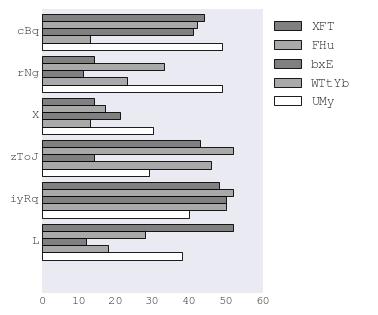 cBq
rNg
X
zToJ
iyRq
L
0 10 20 30 40 50 60
XFT
FHu
bxE
WTtYb
UMy